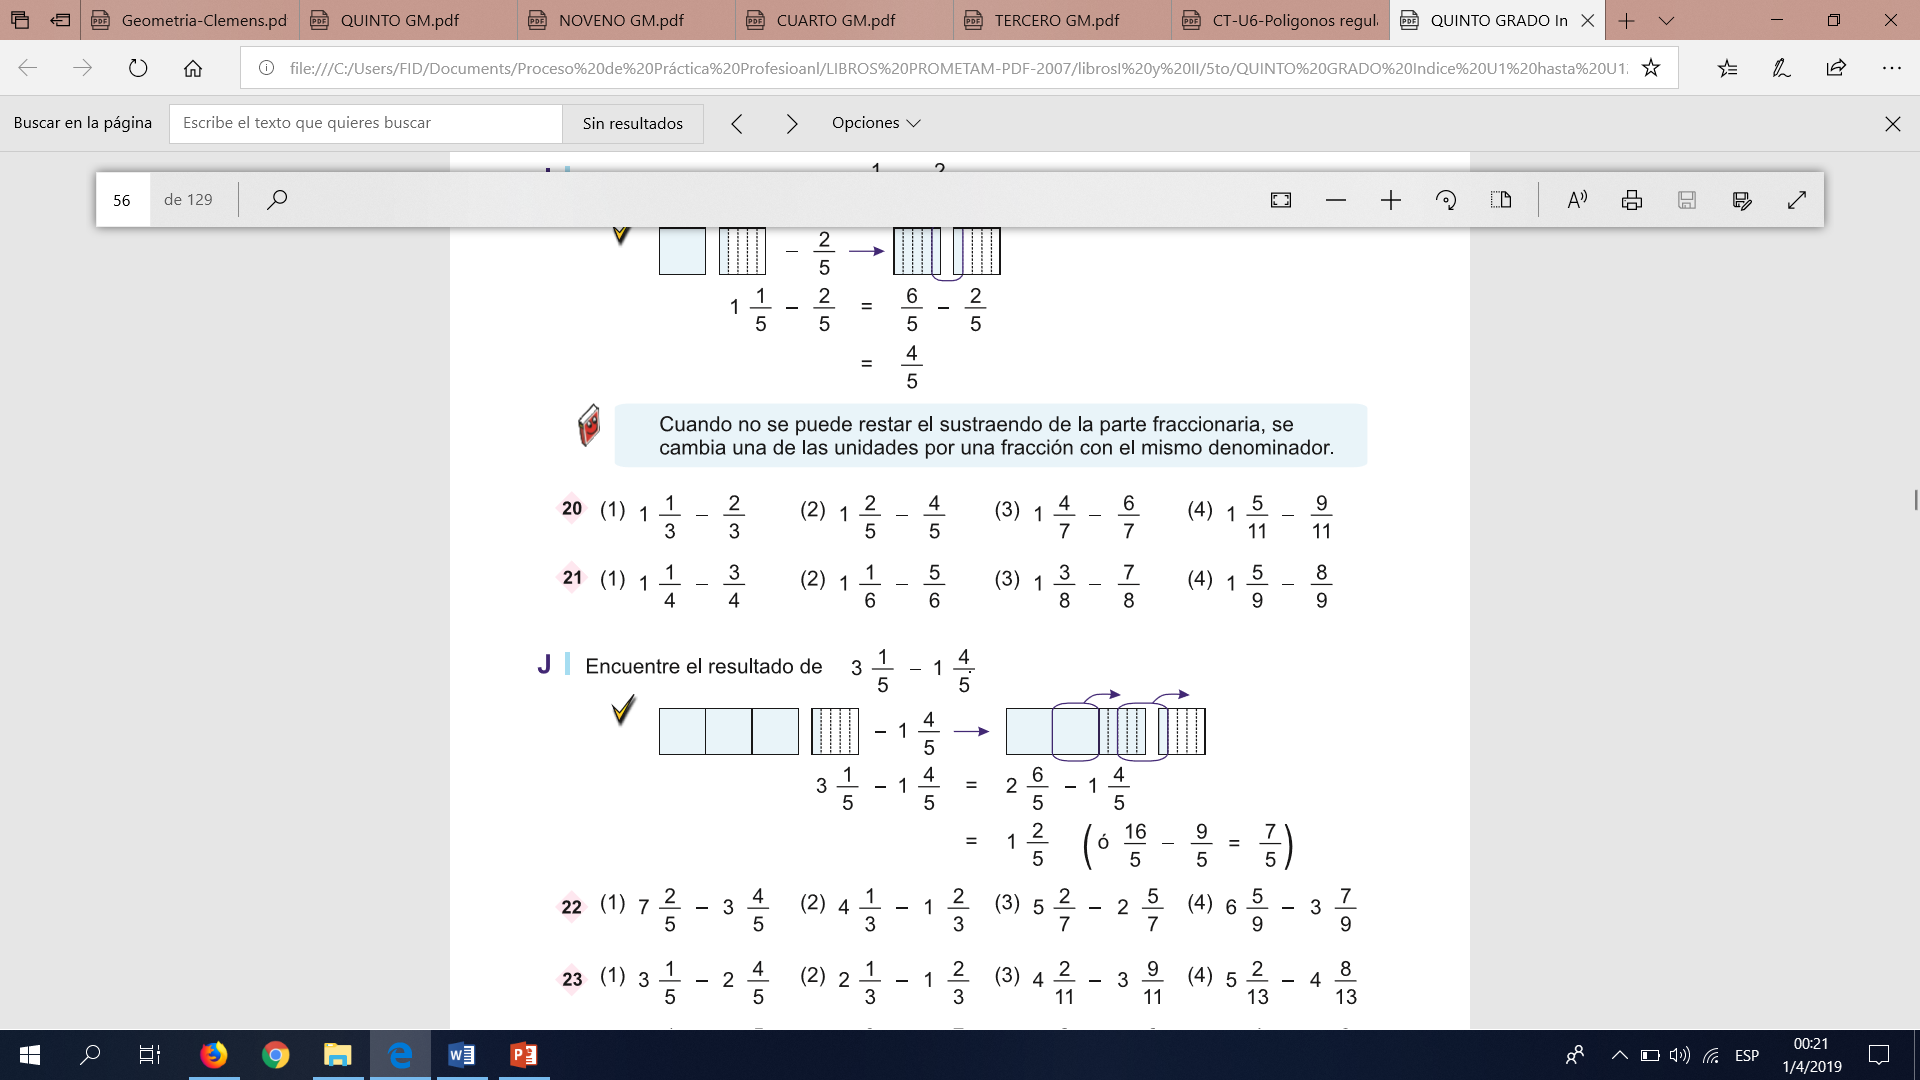 Geometria-Clemens.pd
QUINTO GM.pdf
NOVENO GM.pdf
CUARTO GM.pdf
TERCERO GM.pdf
CT-U6-Poligonos regul
QUINTO GRADO In
file:///C:/Users/FID/Documents/Proceso%20de%20Práctica%20Profesioanl/LIBROS%20PROMETAM-PDF-2007/librosI%20y%20II/5to/QUINTO%20GRADO%20Indice%20U1%20hasta%20U1
Buscar en la página
Escribe el texto que quieres buscar
Sin resultados
Opciones
56 de 129
- 2/5
1 1/5 - 2/5 = 6/5 - 2/5
= 4/5
Cuando no se puede restar el sustraendo de la parte fraccionaria, se
cambia una de las unidades por una fracción con el mismo denominador.
20 (1) 1 1/3 - 2/3 (2) 1 2/5 - 4/5 (3) 1 4/7 - 6/7 (4) 1 5/11 - 9/11
21 (1) 1 1/4 - 3/4 (2) 1 1/6 - 5/6 (3) 1 3/8 - 7/8 (4) 1 5/9 - 8/9
J Encuentre el resultado de 3 1/5 - 1 4/5
- 1 4/5
3 1/5 - 1 4/5 = 2 6/5 - 1 4/5
= 1 2/5 (ó 16/5 - 9/5 = 7/5)
22 (1) 7 2/5 - 3 4/5 (2) 4 1/3 - 1 2/3 (3) 5 2/7 - 2 5/7 (4) 6 5/9 - 3 7/9
23 (1) 3 1/5 - 2 4/5 (2) 2 1/3 - 1 2/3 (3) 4 2/11 - 3 9/11 (4) 5 2/13 - 4 8/13
ESP
00:21
1/4/2019